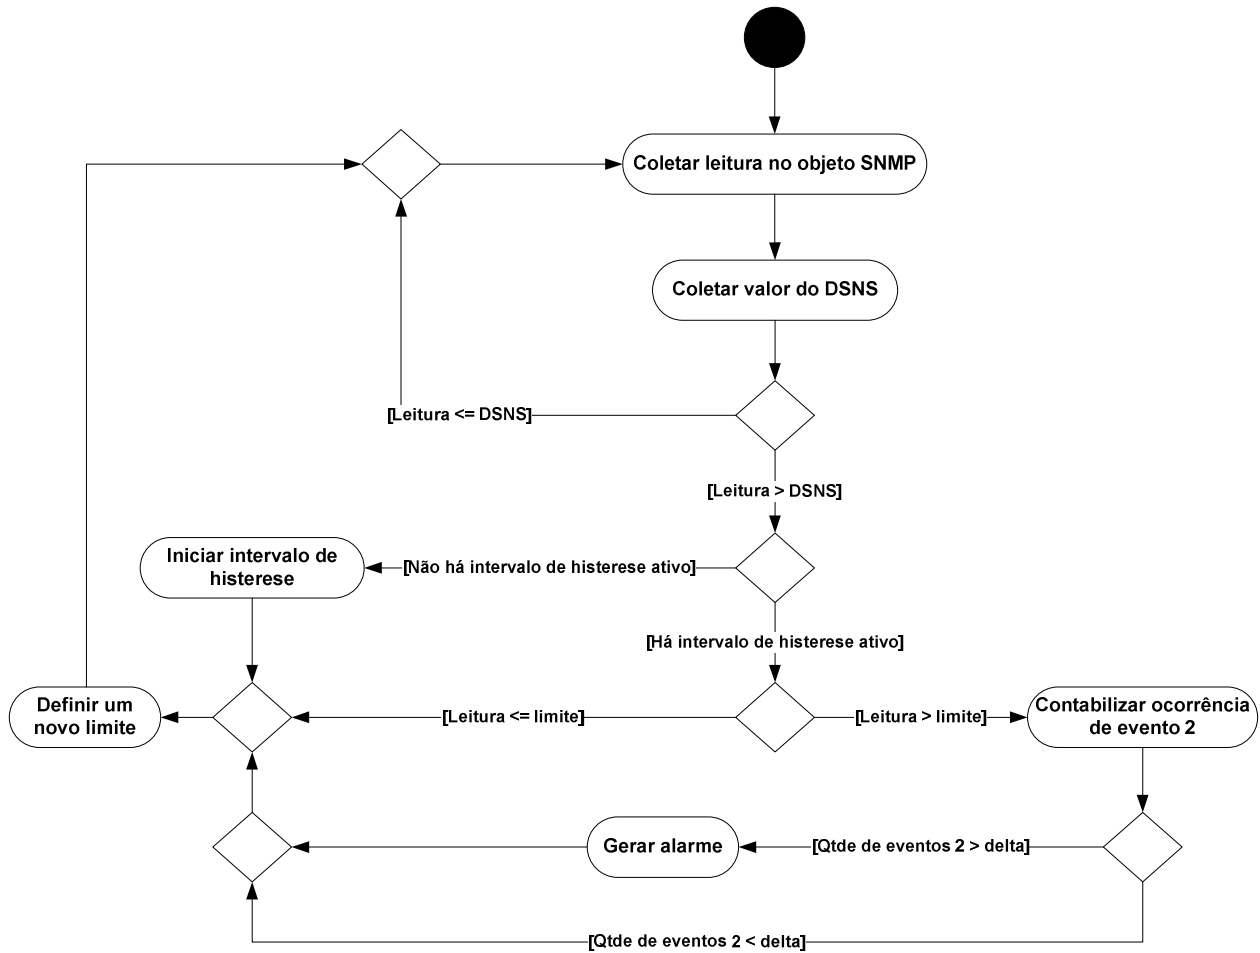 Coletar leitura no objeto SNMP
Coletar valor do DSNS
[Leitura <= DSNS]
[Leitura > DSNS]
Iniciar intervalo de
histerese
[Não há intervalo de histerese ativo]
[Há intervalo de histerese ativo]
Definir um
novo limite
[Leitura <= limite]
[Leitura > limite]
Contabilizar ocorrência
de evento 2
Gerar alarme
[Qtde de eventos 2 > delta]
[Qtde de eventos 2 < delta]